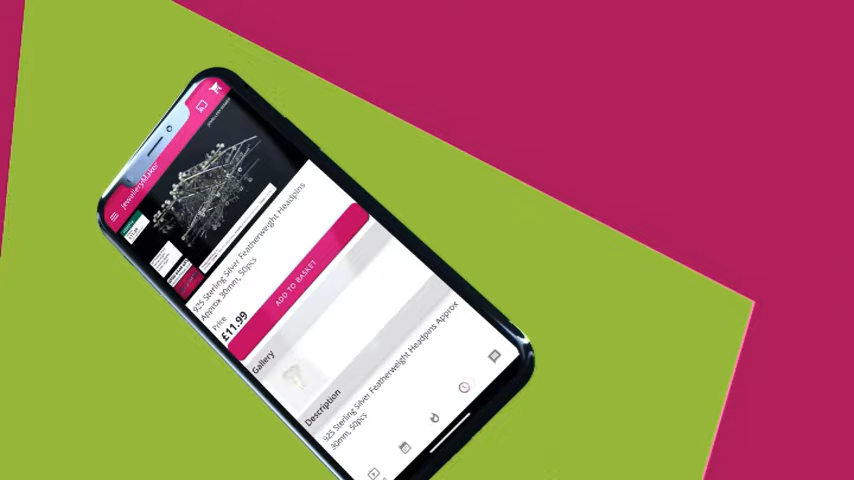 jewelleryMaker
925 Sterling Silver Featherweight Headpins
Approx 30mm, 50pcs
Price
£11.99
ADD TO BASKET
Gallery
Description
925 Sterling Silver Featherweight Headpins Approx
30mm, 50pcs